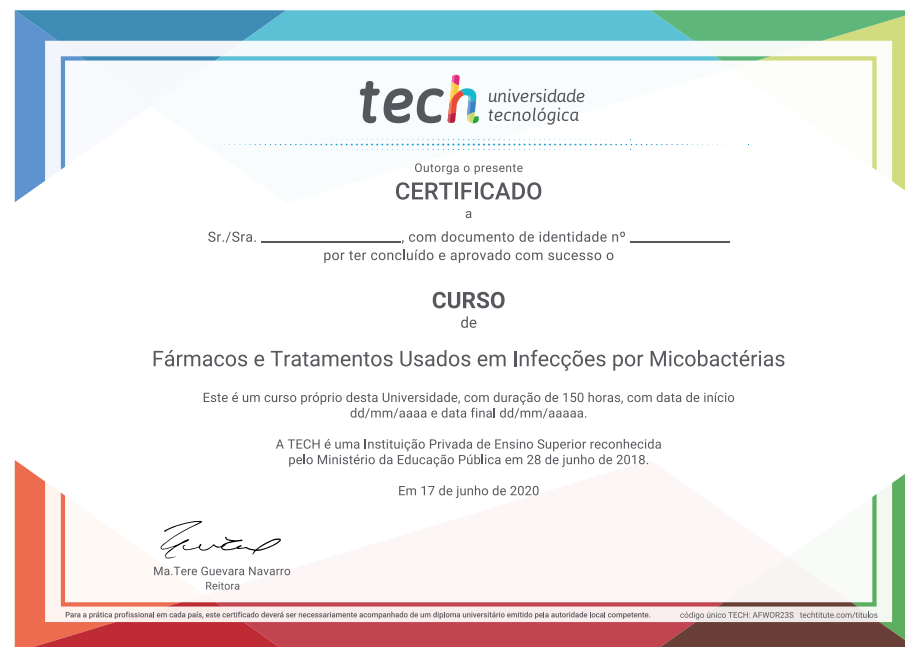 tech universidade
tecnológica
Outorga o presente
CERTIFICADO
a
Sr./Sra. ____________________, com documento de identidade nº ______________
por ter concluído e aprovado com sucesso o
CURSO
de
Fármacos e Tratamentos Usados em Infecções por Micobactérias
Este é um curso próprio desta Universidade, com duração de 150 horas, com data de início
dd/mm/aaaa e data final dd/mm/aaaaa.
A TECH é uma Instituição Privada de Ensino Superior reconhecida
pelo Ministério da Educação Pública em 28 de junho de 2018.
Em 17 de junho de 2020
Ma.Tere Guevara Navarro
Reitora
Para a prática profissional em cada país, este certificado deverá ser necessariamente acompanhado de um diploma universitário emitido pela autoridade local competente. código único TECH: AFWOR23S techtitute.com/titulos